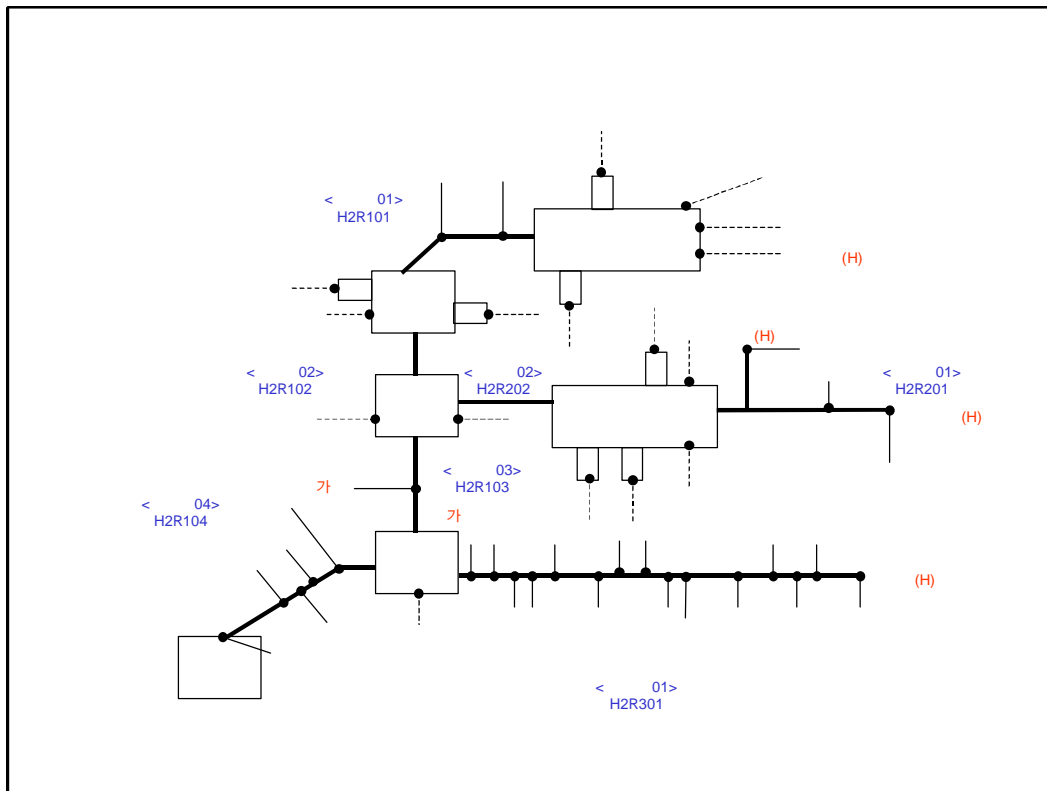 < 01>
H2R101
(H)
(H)
< 02>
H2R102
< 02>
H2R202
< 01>
H2R201
(H)
< 03>
H2R103
가
< 04>
H2R104
가
(H)
< 01>
H2R301